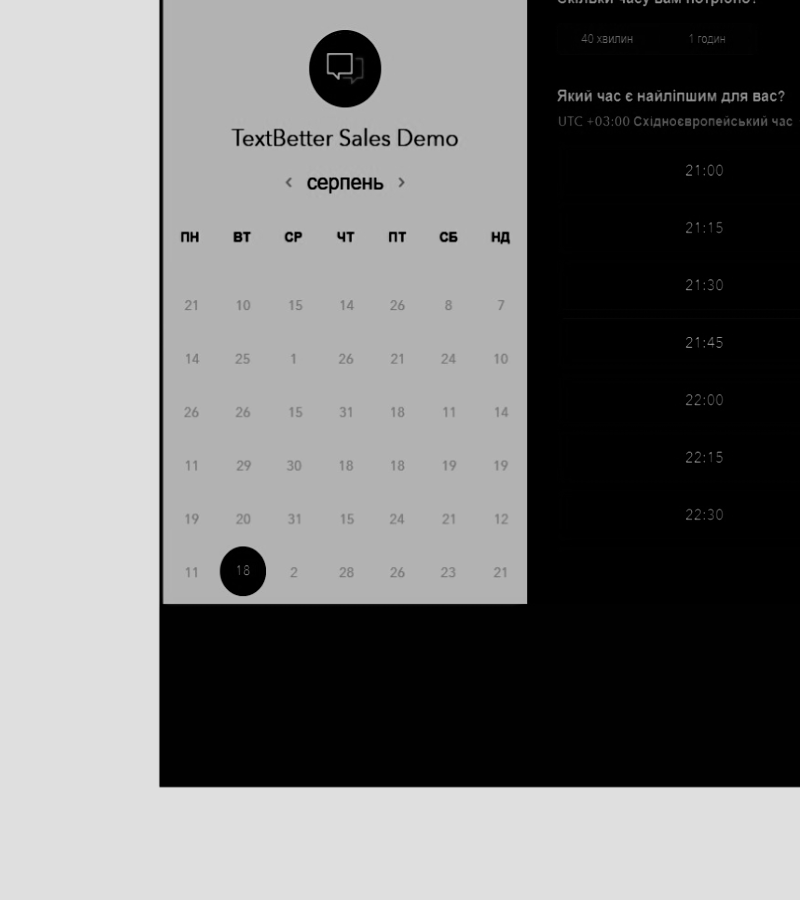 TextBetter Sales Demo
‹ серпень ›
ПН ВТ СР ЧТ ПТ СБ НД
21 10 15 14 26 8 7
14 25 1 26 21 24 10
26 26 15 31 18 11 14
11 29 30 18 18 19 19
19 20 31 15 24 21 12
11 18 2 28 26 23 21
Скільки часу вам потрібно?
40 хвилин 1 годин
Який час є найліпшим для вас?
UTC +03:00 Східноєвропейський час
21:00
21:15
21:30
21:45
22:00
22:15
22:30